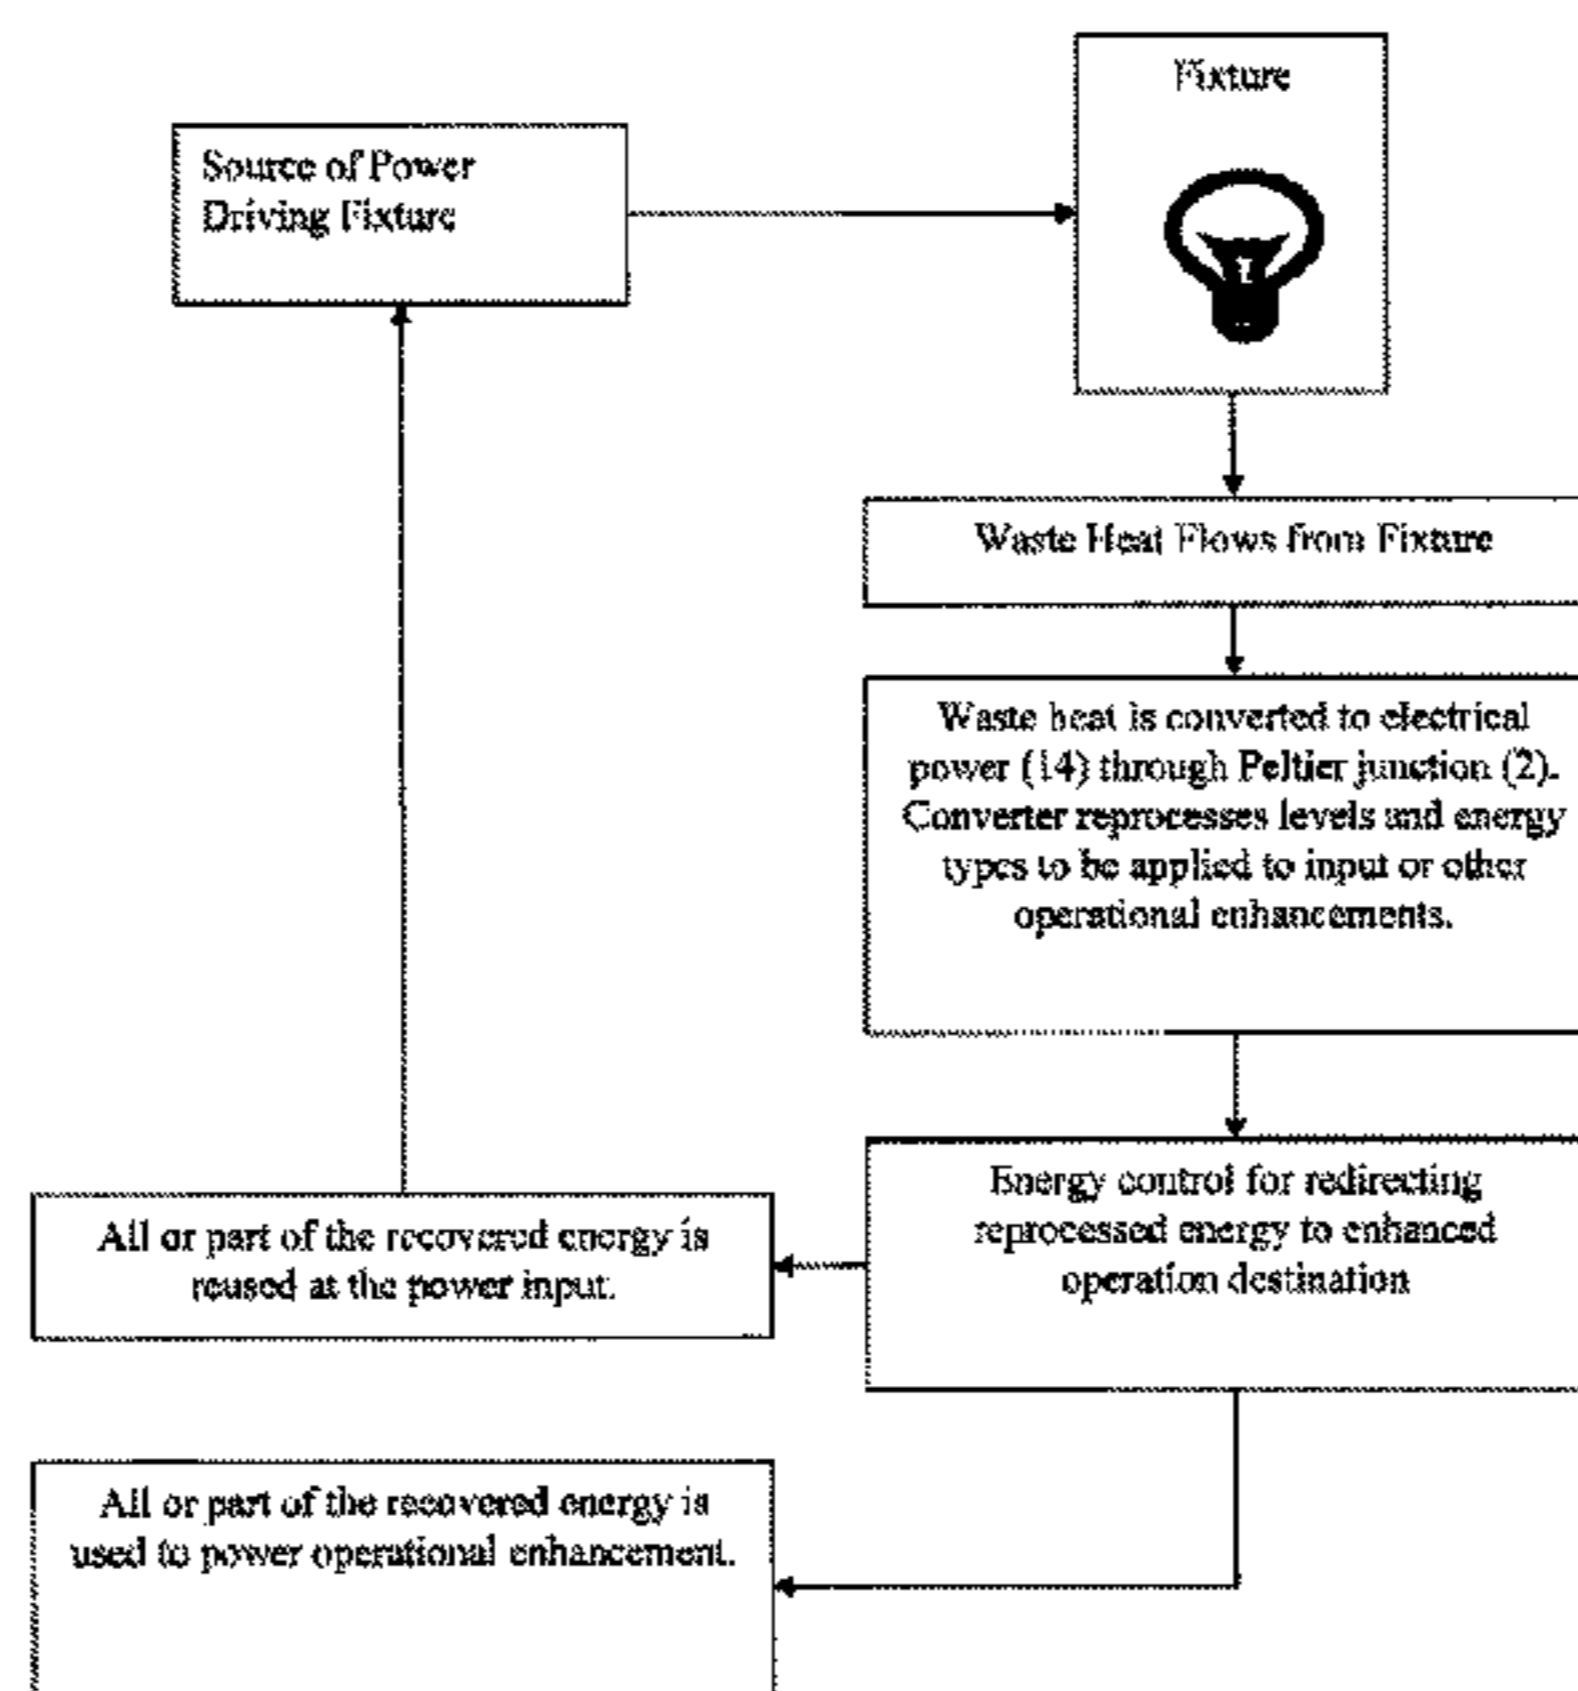 Fixture
Source of Power
Driving Fixture
Waste Heat Flows from Fixture
Waste heat is converted to electrical
power (14) through Peltier junction (2).
Converter reprocesses levels and energy
types to be applied to input or other
operational enhancements.
Energy control for redirecting
reprocessed energy to enhanced
operation destination
All or part of the recovered energy is
reused at the power input.
All or part of the recovered energy is
used to power operational enhancement.